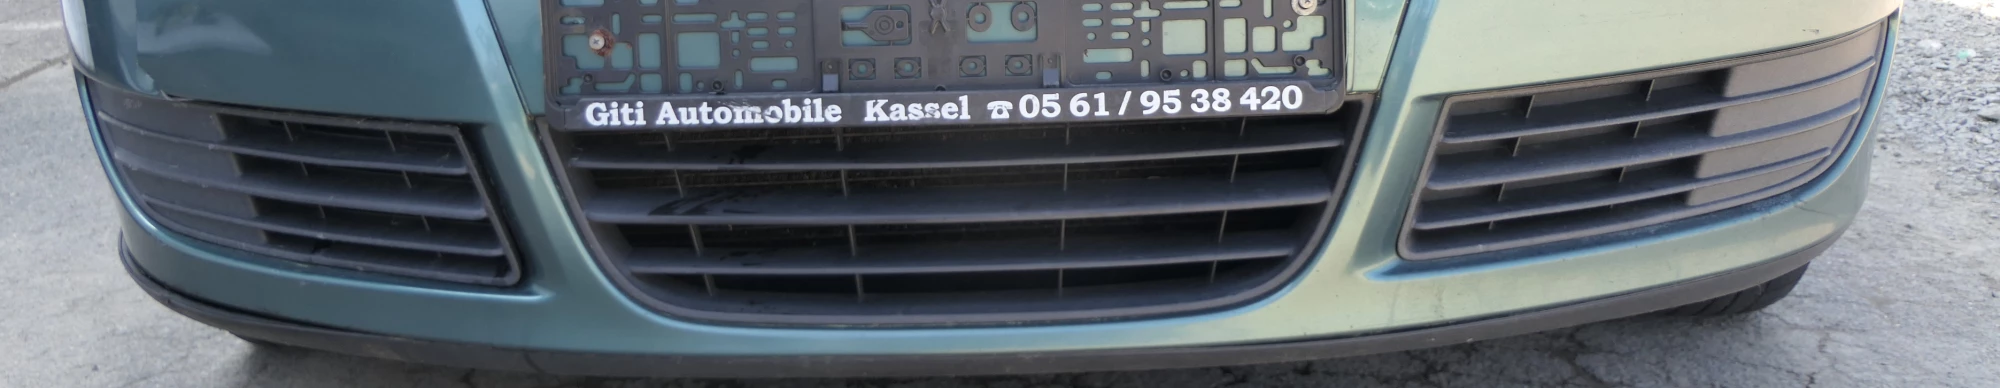 Giti Automobile Kassel ☎ 05 61 / 95 38 420